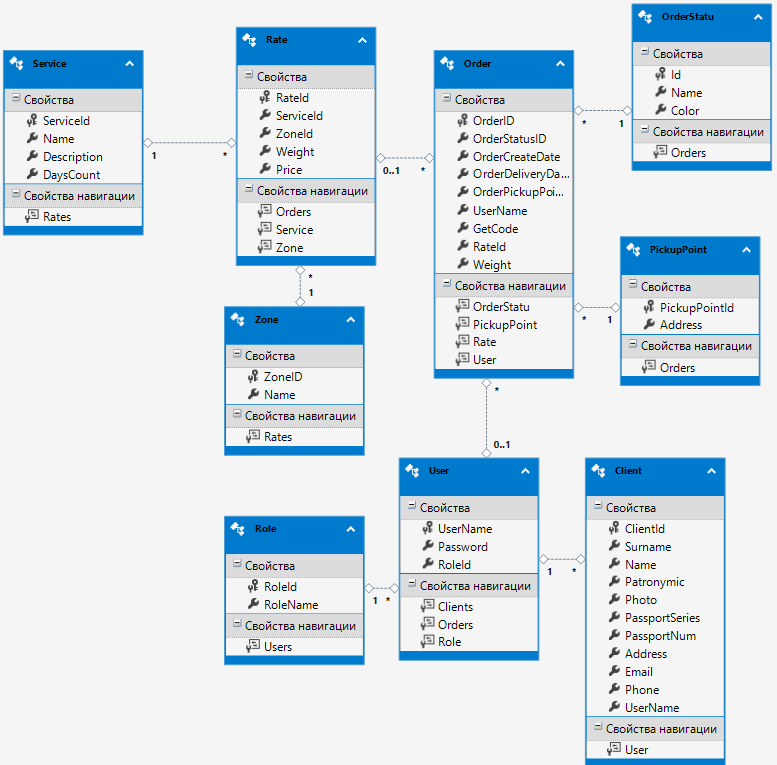 Service
Свойства
ServiceId
Name
Description
DaysCount
Свойства навигации
Rates
1
*
Rate
Свойства
RateId
ServiceId
ZoneId
Weight
Price
Свойства навигации
Orders
Service
Zone
0..1
*
*
1
Order
Свойства
OrderID
OrderStatusID
OrderCreateDate
OrderDeliveryDa...
OrderPickupPoi...
UserName
GetCode
RateId
Weight
Свойства навигации
OrderStatu
PickupPoint
Rate
User
*
1
OrderStatu
Свойства
Id
Name
Color
Свойства навигации
Orders
*
1
PickupPoint
Свойства
PickupPointId
Address
Свойства навигации
Orders
Zone
Свойства
ZoneID
Name
Свойства навигации
Rates
*
0..1
Role
Свойства
RoleId
RoleName
Свойства навигации
Users
1
*
User
Свойства
UserName
Password
RoleId
Свойства навигации
Clients
Orders
Role
1
*
Client
Свойства
ClientId
Surname
Name
Patronymic
Photo
PassportSeries
PassportNum
Address
Email
Phone
UserName
Свойства навигации
User